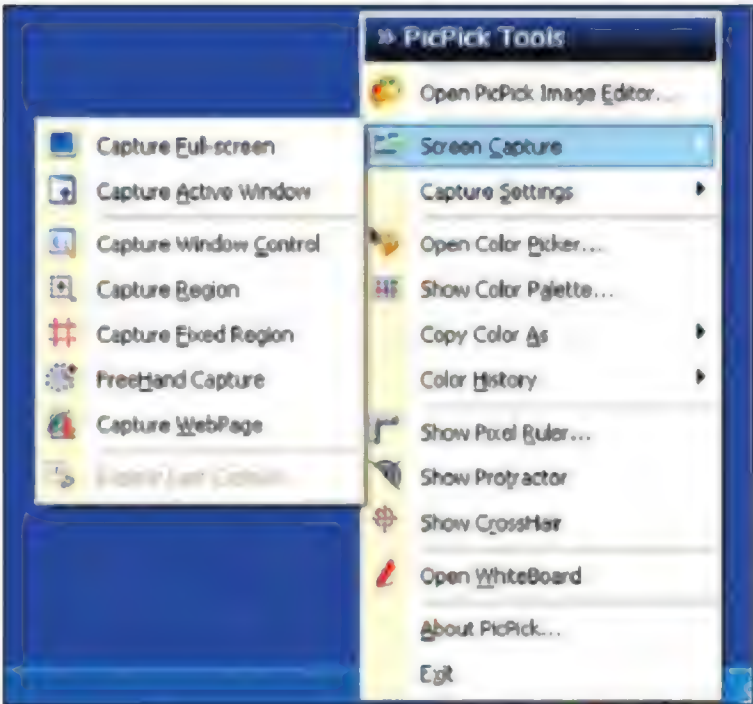 » PicPick Tools
Open PicPick Image Editor...
Screen Capture
Capture Settings
Open Color Picker...
Show Color Palette...
Copy Color As
Color History
Show Pixel Ruler...
Show Protractor
Show CrossHair
Open WhiteBoard
About PicPick...
Exit
Capture Full-screen
Capture Active Window
Capture Window Control
Capture Region
Capture Fixed Region
FreeHand Capture
Capture WebPage